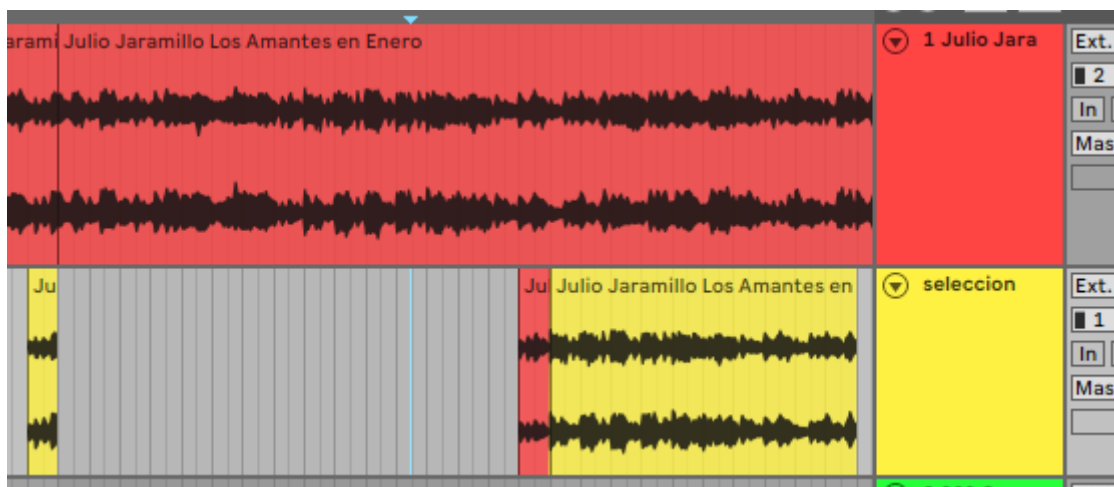 arami Julio Jaramillo Los Amantes en Enero
1 Julio Jara
Ext.
2
In
Mas
Ju
Ju Julio Jaramillo Los Amantes en
seleccion
Ext.
1
In
Mas